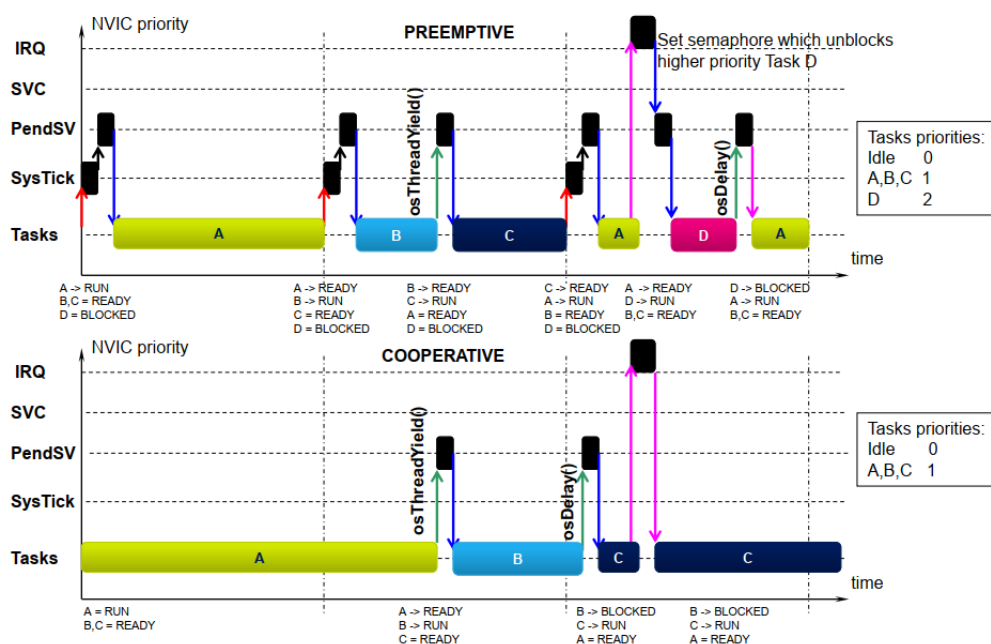 NVIC priority
PREEMPTIVE
IRQ
Set semaphore which unblocks
higher priority Task D
SVC
osThreadYield()
PendSV
osDelay()
SysTick
Tasks
A
B
C
A
D
A
time
Tasks priorities:
Idle 0
A,B,C 1
D 2
A -> RUN
B,C = READY
D = BLOCKED
A -> READY
B -> RUN
C = READY
D = BLOCKED
B -> READY
C -> RUN
A = READY
D = BLOCKED
C -> READY
A -> RUN
B = READY
D = BLOCKED
A -> READY
D -> RUN
B,C = READY
D -> BLOCKED
A -> RUN
B,C = READY
NVIC priority
COOPERATIVE
IRQ
SVC
osThreadYield()
PendSV
osDelay()
SysTick
Tasks
A
B
C
C
time
Tasks priorities:
Idle 0
A,B,C 1
A = RUN
B,C = READY
A -> READY
B -> RUN
C = READY
B -> BLOCKED
C -> RUN
A = READY
B -> BLOCKED
C -> RUN
A = READY